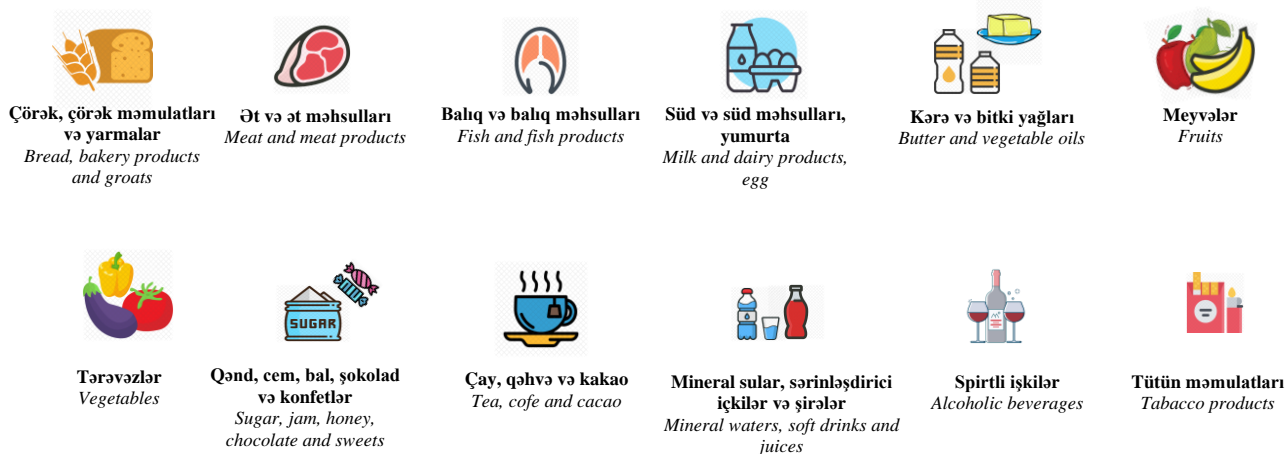 Çörək, çörək məmulatları
və yarmalar
Bread, bakery products
and groats
Ət və ət məhsulları
Meat and meat products
Balıq və balıq məhsulları
Fish and fish products
Süd və süd məhsulları,
yumurta
Milk and dairy products,
egg
Kərə və bitki yağları
Butter and vegetable oils
Meyvələr
Fruits
Tərəvəzlər
Vegetables
SUGAR
Qənd, cem, bal, şokolad
və konfetlər
Sugar, jam, honey,
chocolate and sweets
Çay, qəhvə və kakao
Tea, cofe and cacao
Mineral sular, sərinləşdirici
içkilər və şirələr
Mineral waters, soft drinks and
juices
Spirtli işkilər
Alcoholic beverages
Tütün məmulatları
Tabacco products